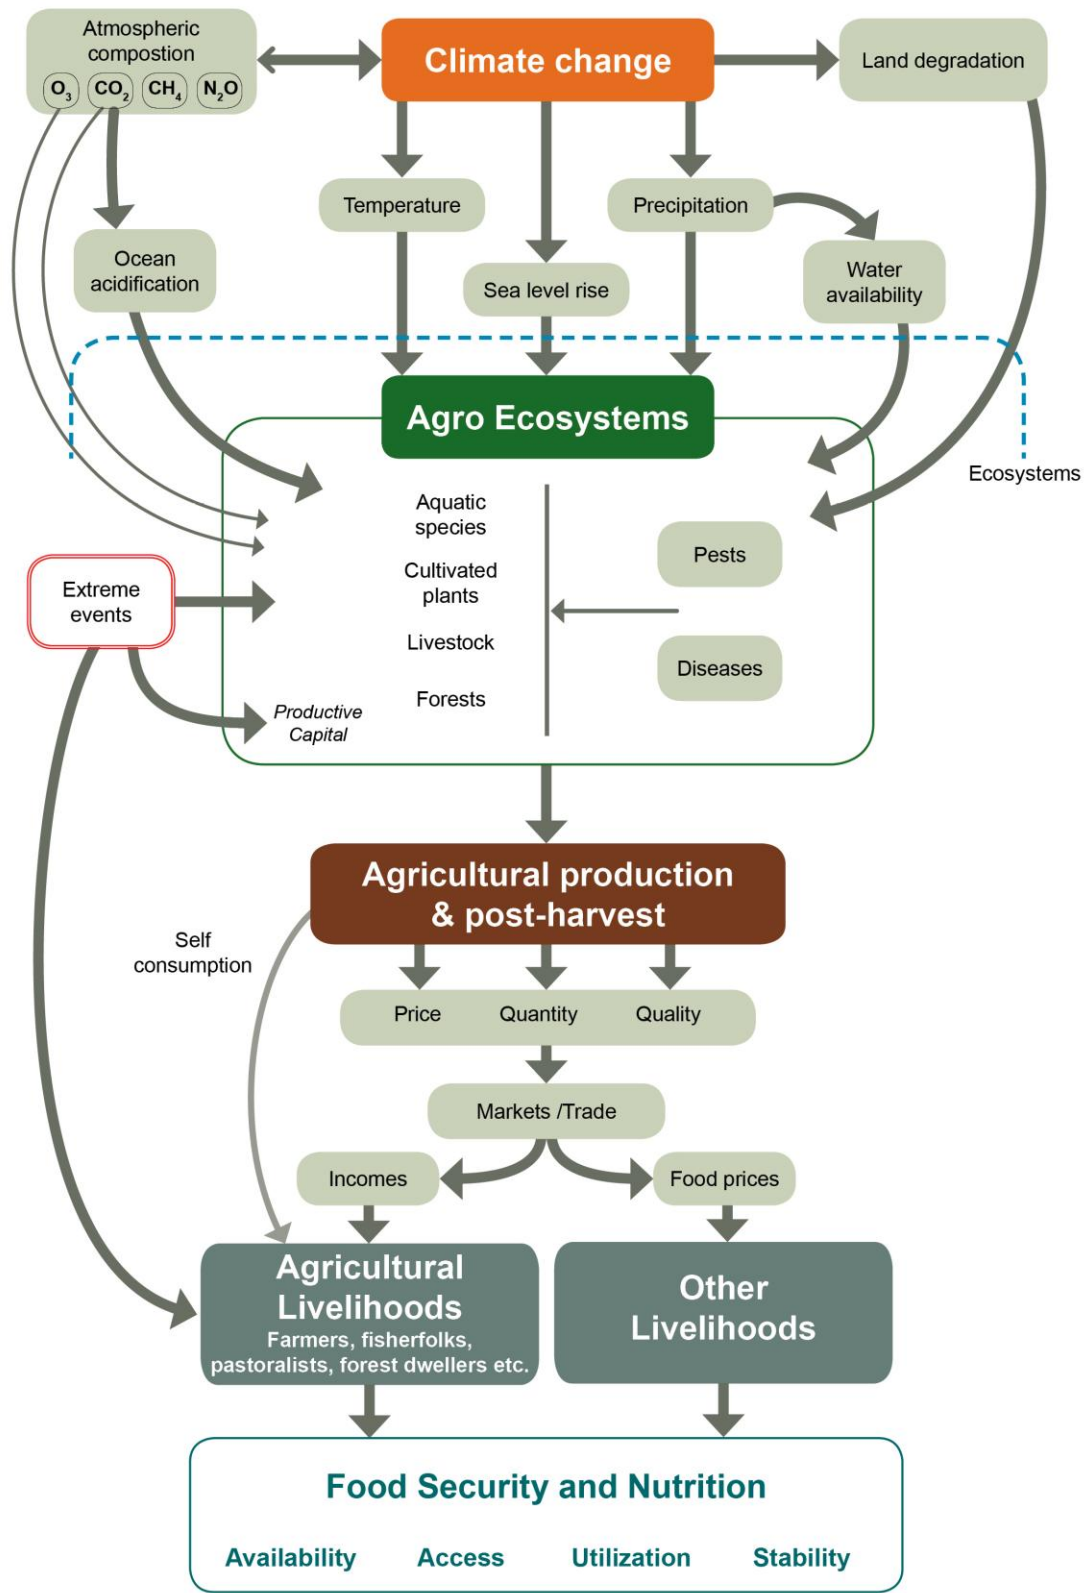 Atmospheric
compostion
O3 CO2 CH4 N2O
Climate change
Land degradation
Temperature
Precipitation
Ocean
acidification
Sea level rise
Water
availability
Agro Ecosystems
Ecosystems
Aquatic
species
Cultivated
plants
Livestock
Forests
Pests
Diseases
Extreme
events
Productive
Capital
Agricultural production
& post-harvest
Self
consumption
Price Quantity Quality
Markets /Trade
Incomes
Food prices
Agricultural
Livelihoods
Farmers, fisherfolks,
pastoralists, forest dwellers etc.
Other
Livelihoods
Food Security and Nutrition
Availability Access Utilization Stability